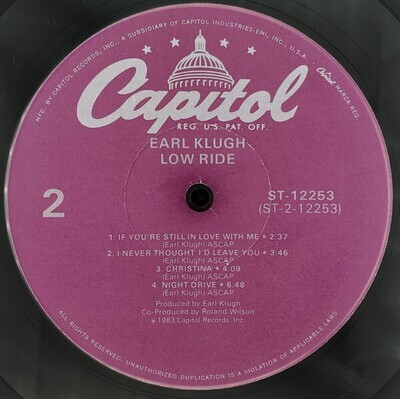 MFG. BY CAPITOL RECORDS, INC., A SUBSIDIARY OF CAPITOL INDUSTRIES-EMI, INC., U.S.A.
Capitol MARCA REG.
Capitol
REG. U.S. PAT. OFF.
EARL KLUGH
LOW RIDE
2
ST-12253
(ST-2-12253)
1. IF YOU'RE STILL IN LOVE WITH ME • 2:37
(Earl Klugh) ASCAP
2. I NEVER THOUGHT I'D LEAVE YOU • 3:46
(Earl Klugh) ASCAP
3. CHRISTINA • 4:09
(Earl Klugh) ASCAP
4. NIGHT DRIVE • 6:48
(Earl Klugh) ASCAP
Produced by Earl Klugh
Co-Produced by Roland Wilson
℗1983 Capitol Records, Inc.
ALL RIGHTS RESERVED. UNAUTHORIZED DUPLICATION IS A VIOLATION OF APPLICABLE LAWS